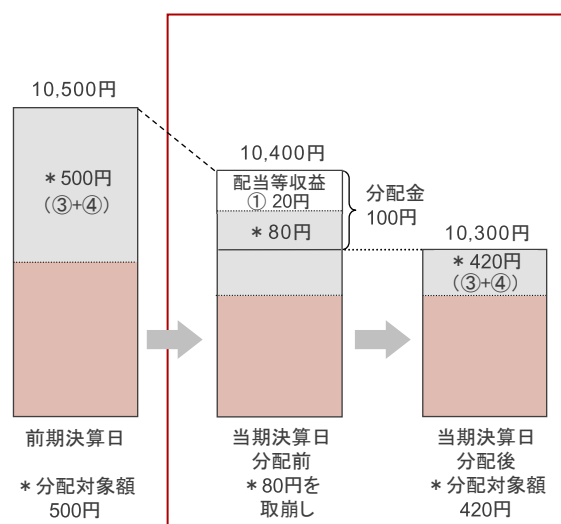 10,500円
＊500円
（③+④）
前期決算日
＊分配対象額
500円
10,400円
配当等収益
① 20円
＊80円
分配金
100円
当期決算日
分配前
＊80円を
取崩し
10,300円
＊420円
（③+④）
当期決算日
分配後
＊分配対象額
420円